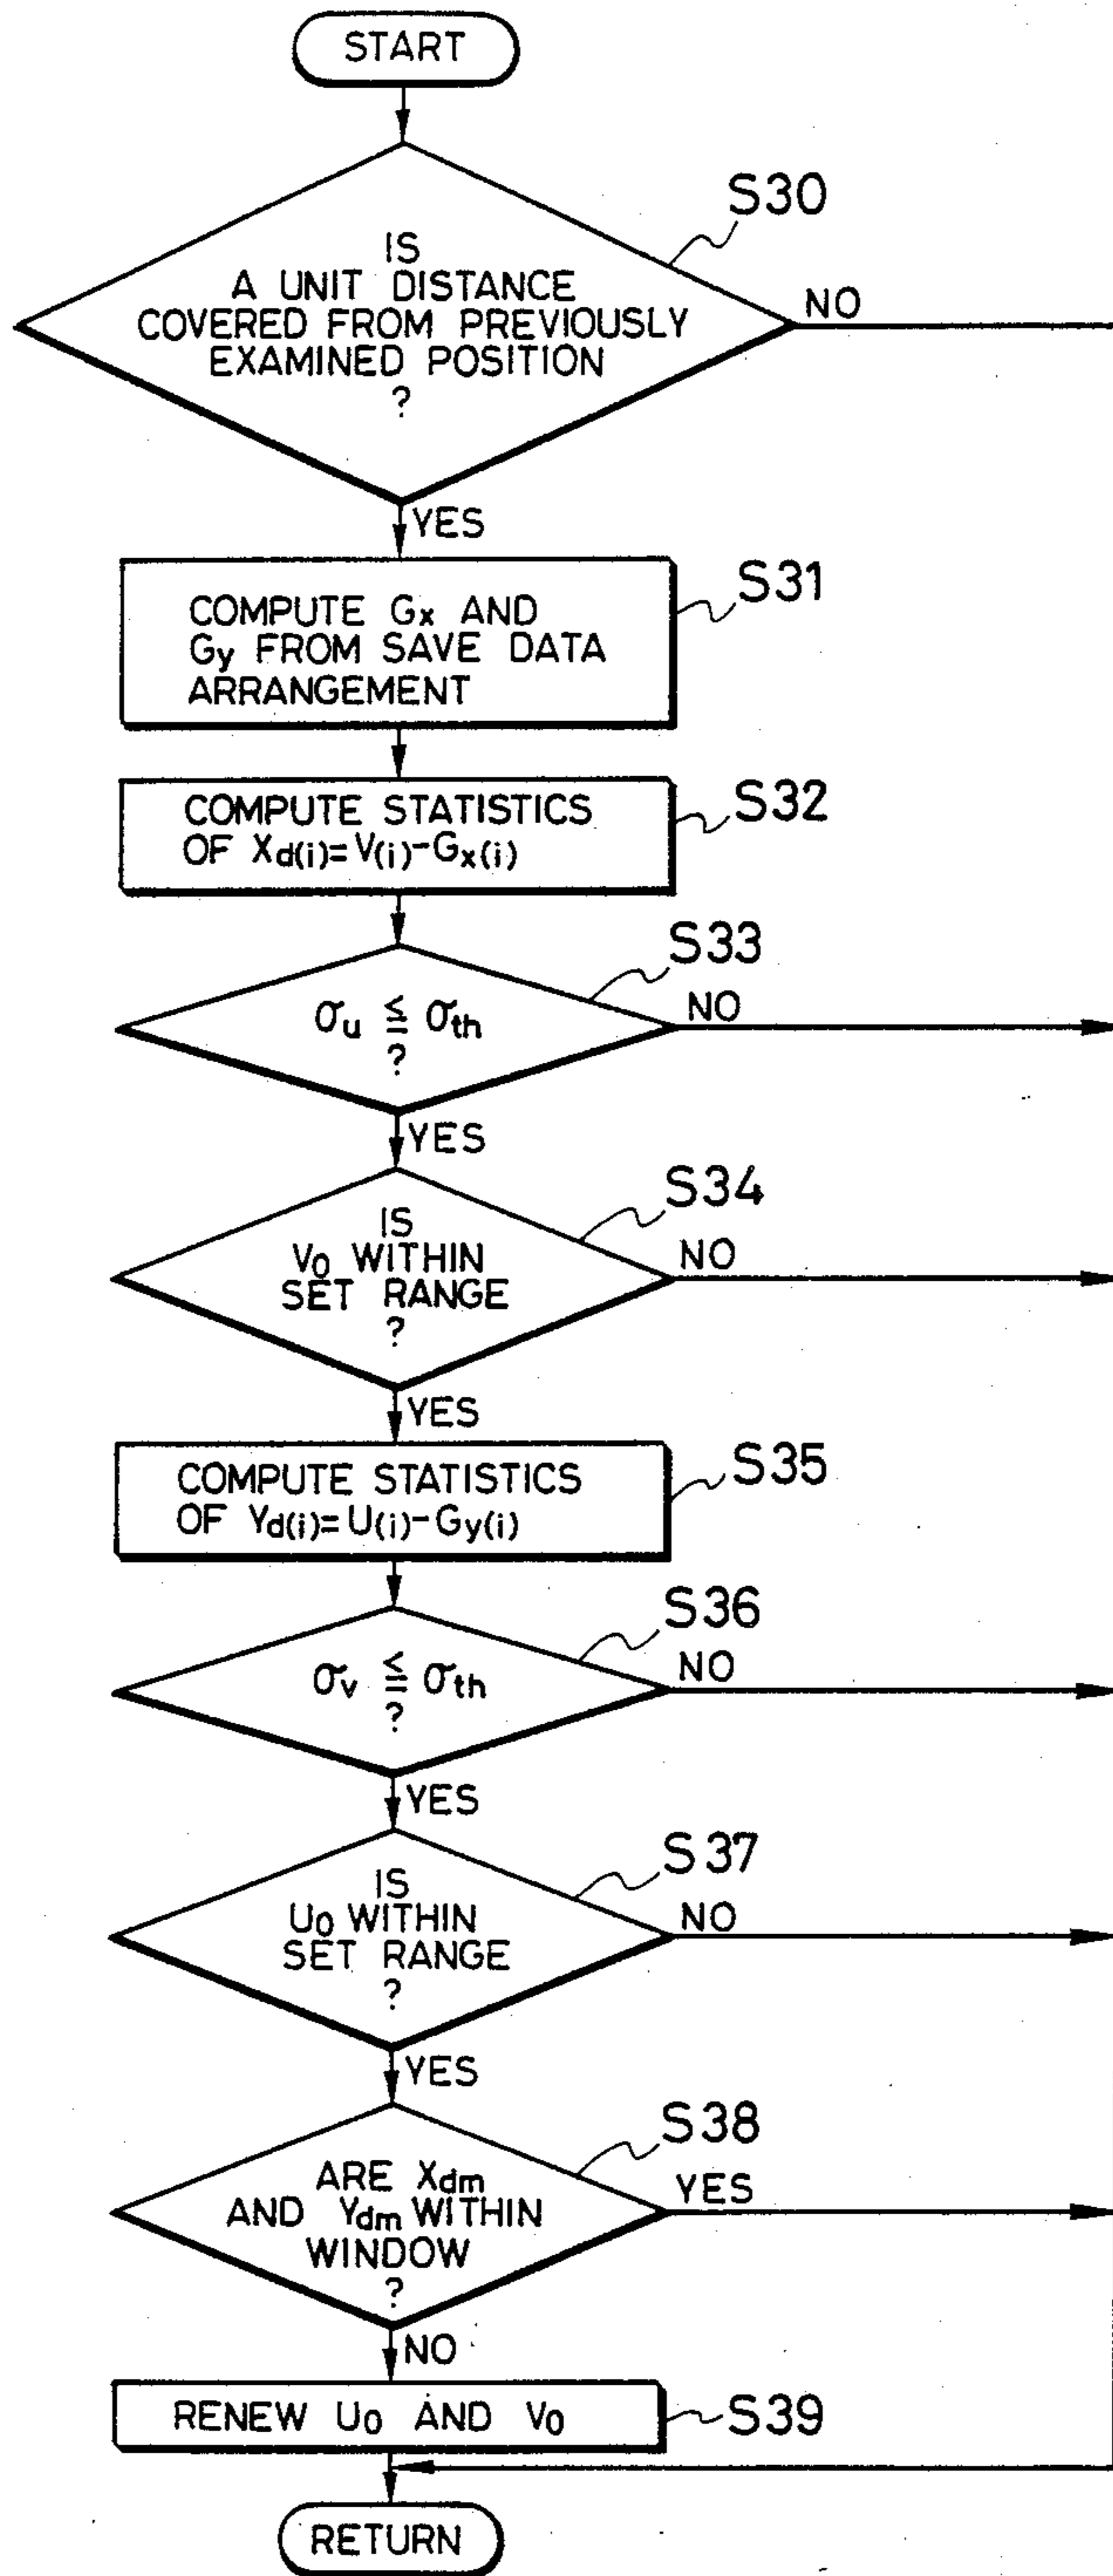 START
S30
IS
A UNIT DISTANCE
COVERED FROM PREVIOUSLY
EXAMINED POSITION
?
NO
YES
S31
COMPUTE Gx AND
Gy FROM SAVE DATA
ARRANGEMENT
S32
COMPUTE STATISTICS
OF Xd(i)=V(i)-Gx(i)
S33
σu ≦ σth
?
NO
YES
S34
IS
V0 WITHIN
SET RANGE
?
NO
YES
S35
COMPUTE STATISTICS
OF Yd(i)=U(i)-Gy(i)
S36
σv ≦ σth
?
NO
YES
S37
IS
U0 WITHIN
SET RANGE
?
NO
YES
S38
ARE Xdm
AND Ydm WITHIN
WINDOW
?
YES
NO
RENEW U0 AND V0
S39
RETURN